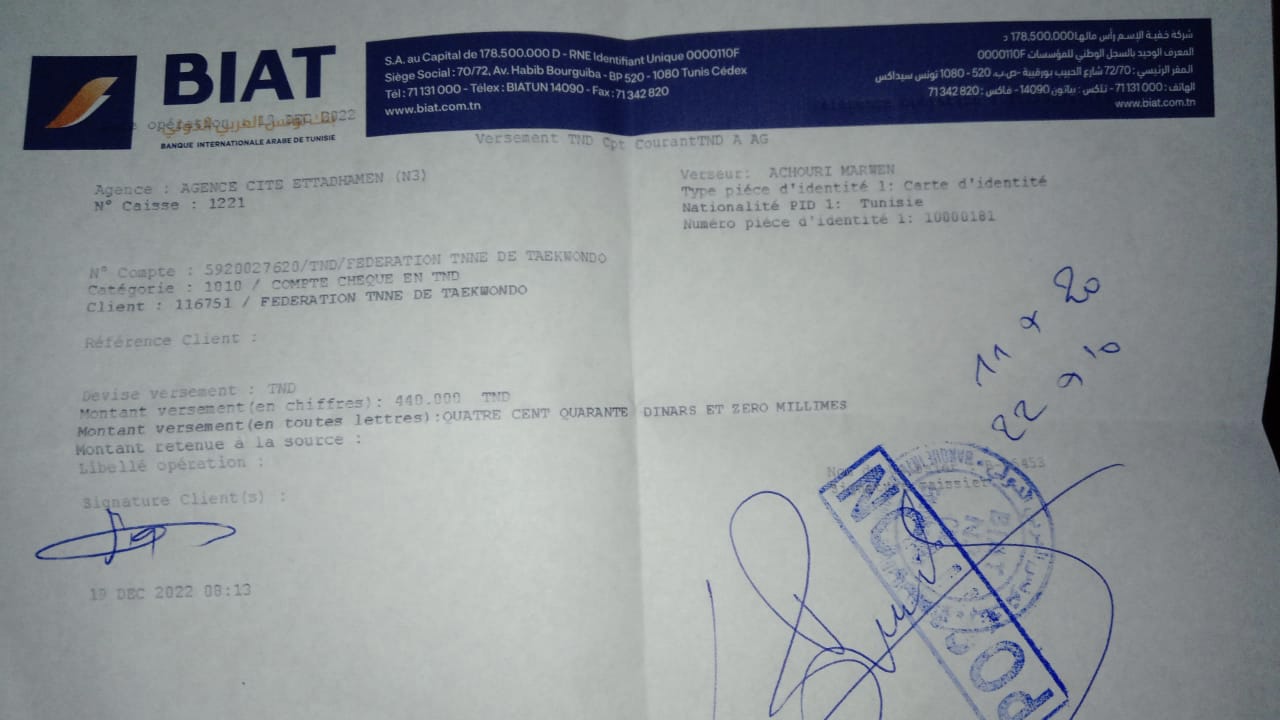 BIAT
بنك تونس العربي الدولي
BANQUE INTERNATIONALE ARABE DE TUNISIE
S.A. au Capital de 178.500.000 D - RNE Identifiant Unique 0000110F
Siège Social : 70/72, Av. Habib Bourguiba - BP 520 - 1080 Tunis Cédex
Tél : 71 131 000 - Télex : BIATUN 14090 - Fax : 71 342 820
www.biat.com.tn
شركة خفية الإسم رأس مالها 178.500.000 د
المعرف الوحيد بالسجل الوطني للمؤسسات 0000110F
المقر الرئيسي : 72/70 شارع الحبيب بورقيبة -ص.ب. 520 - 1080 تونس سيداكس
الهاتف : 71 131 000 - تلكس : بياتون 14090 - فاكس : 71 342 820
www.biat.com.tn
opération DEC 2022
Versement TND Cpt CourantTND A AG
Agence : AGENCE CITE ETTADHAMEN (N3)
N° Caisse : 1221
Verseur: ACHOURI MARWEN
Type piéce d'identité 1: Carte d'identité
Nationalité PID 1: Tunisie
Numéro piéce d'identité 1: 10000181
N° Compte : 5920027620/TND/FEDERATION TNNE DE TAEKWONDO
Catégorie : 1010 / COMPTE CHEQUE EN TND
Client : 116751 / FEDERATION TNNE DE TAEKWONDO
Référence Client :
Devise versement : TND
Montant versement(en chiffres): 440.000 TND
Montant versement(en toutes lettres):QUATRE CENT QUARANTE DINARS ET ZERO MILLIMES
Montant retenue à la source :
Libellé opération :
Signature Client(s) :
19 DEC 2022 08:13
11 x 20
22 x 10